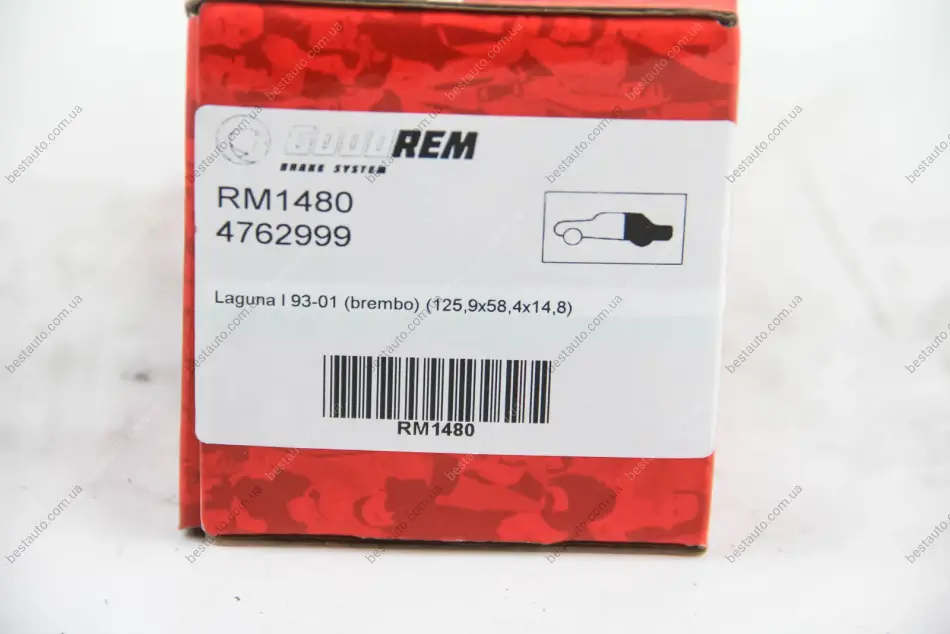 GOODREM
BRAKE SYSTEM
RM1480
4762999
Laguna I 93-01 (brembo) (125,9x58,4x14,8)
RM1480
bestauto.com.ua